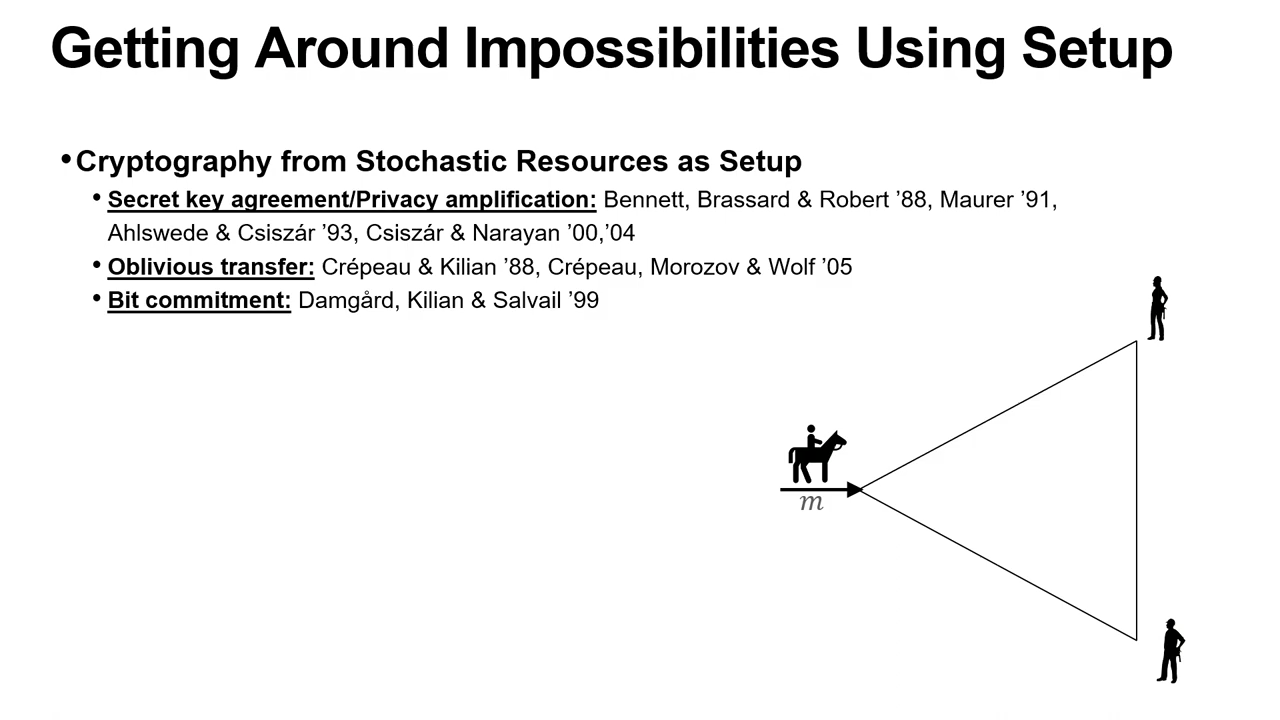 Getting Around Impossibilities Using Setup
•Cryptography from Stochastic Resources as Setup
• Secret key agreement/Privacy amplification: Bennett, Brassard & Robert ’88, Maurer ’91,
Ahlswede & Csiszár ’93, Csiszár & Narayan ’00,’04
• Oblivious transfer: Crépeau & Kilian ’88, Crépeau, Morozov & Wolf ’05
• Bit commitment: Damgård, Kilian & Salvail ’99
m